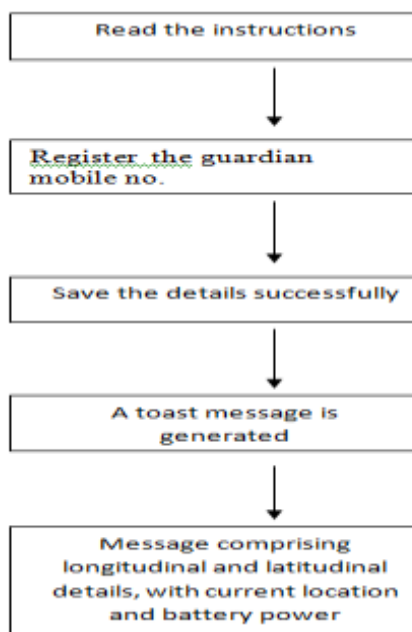 Read the instructions
Register the guardian
mobile no.
Save the details successfully
A toast message is
generated
Message comprising
longitudinal and latitudinal
details, with current location
and battery power